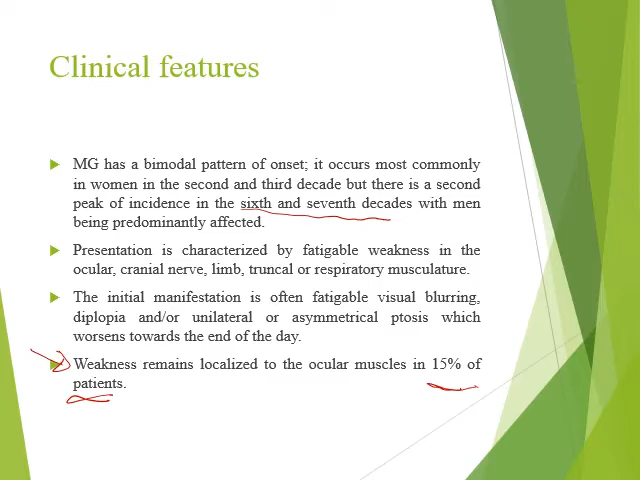 Clinical features
MG has a bimodal pattern of onset; it occurs most commonly
in women in the second and third decade but there is a second
peak of incidence in the sixth and seventh decades with men
being predominantly affected.
Presentation is characterized by fatigable weakness in the
ocular, cranial nerve, limb, truncal or respiratory musculature.
The initial manifestation is often fatigable visual blurring,
diplopia and/or unilateral or asymmetrical ptosis which
worsens towards the end of the day.
Weakness remains localized to the ocular muscles in 15% of
patients.